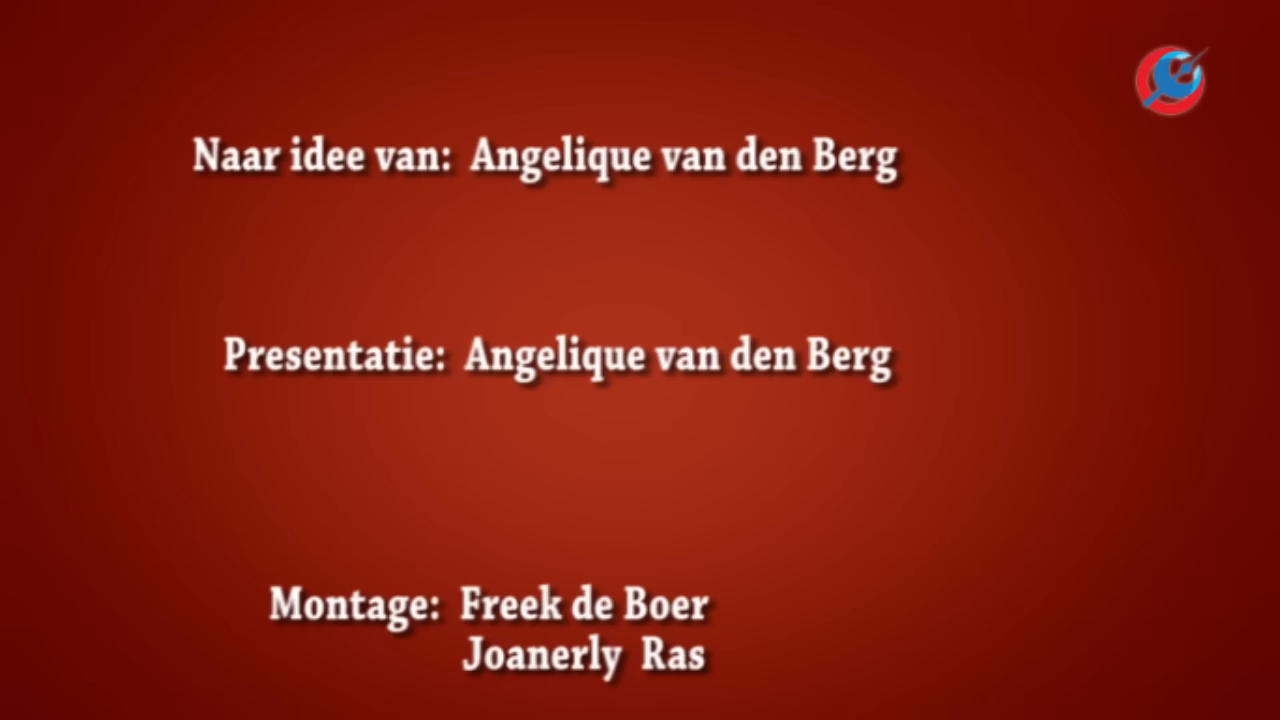 Naar idee van: Angelique van den Berg
Presentatie: Angelique van den Berg
Montage: Freek de Boer
Joanerly Ras